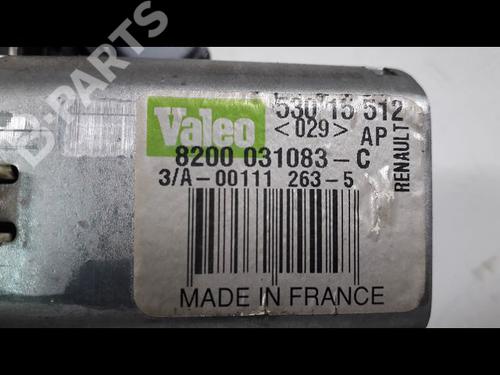 B-PARTS
Valeo
530 15 512
<029> AP
RENAULT
8200 031083-C
3/A-00111 263-5
MADE IN FRANCE